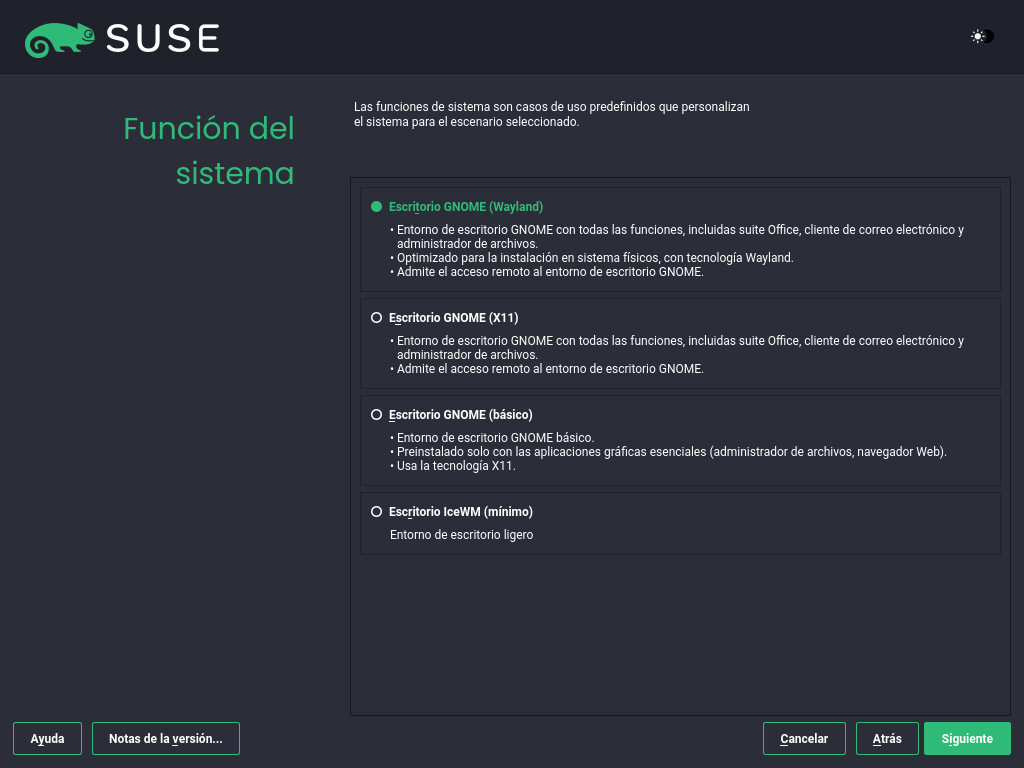 SUSE
Función del
sistema
Las funciones de sistema son casos de uso predefinidos que personalizan
el sistema para el escenario seleccionado.
Escritorio GNOME (Wayland)
• Entorno de escritorio GNOME con todas las funciones, incluidas suite Office, cliente de correo electrónico y
administrador de archivos.
• Optimizado para la instalación en sistema físicos, con tecnología Wayland.
• Admite el acceso remoto al entorno de escritorio GNOME.
Escritorio GNOME (X11)
• Entorno de escritorio GNOME con todas las funciones, incluidas suite Office, cliente de correo electrónico y
administrador de archivos.
• Admite el acceso remoto al entorno de escritorio GNOME.
Escritorio GNOME (básico)
• Entorno de escritorio GNOME básico.
• Preinstalado solo con las aplicaciones gráficas esenciales (administrador de archivos, navegador Web).
• Usa la tecnología X11.
Escritorio IceWM (mínimo)
Entorno de escritorio ligero
Ayuda
Notas de la versión...
Cancelar
Atrás
Siguiente